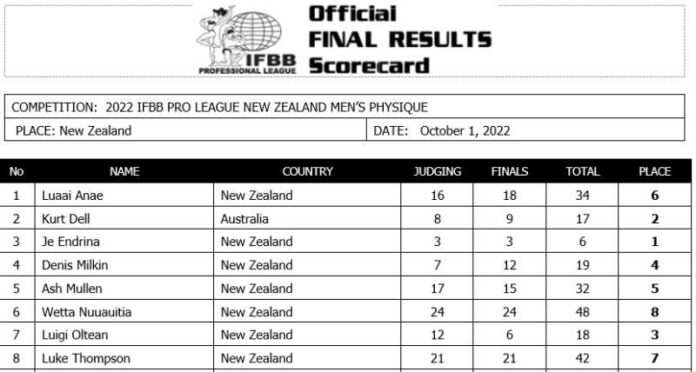 Official
FINAL RESULTS
Scorecard
IFBB
PROFESSIONAL LEAGUE
COMPETITION: 2022 IFBB PRO LEAGUE NEW ZEALAND MEN'S PHYSIQUE
PLACE: New Zealand DATE: October 1, 2022
No NAME COUNTRY JUDGING FINALS TOTAL PLACE
1 Luaai Anae New Zealand 16 18 34 6
2 Kurt Dell Australia 8 9 17 2
3 Je Endrina New Zealand 3 3 6 1
4 Denis Milkin New Zealand 7 12 19 4
5 Ash Mullen New Zealand 17 15 32 5
6 Wetta Nuuauitia New Zealand 24 24 48 8
7 Luigi Oltean New Zealand 12 6 18 3
8 Luke Thompson New Zealand 21 21 42 7